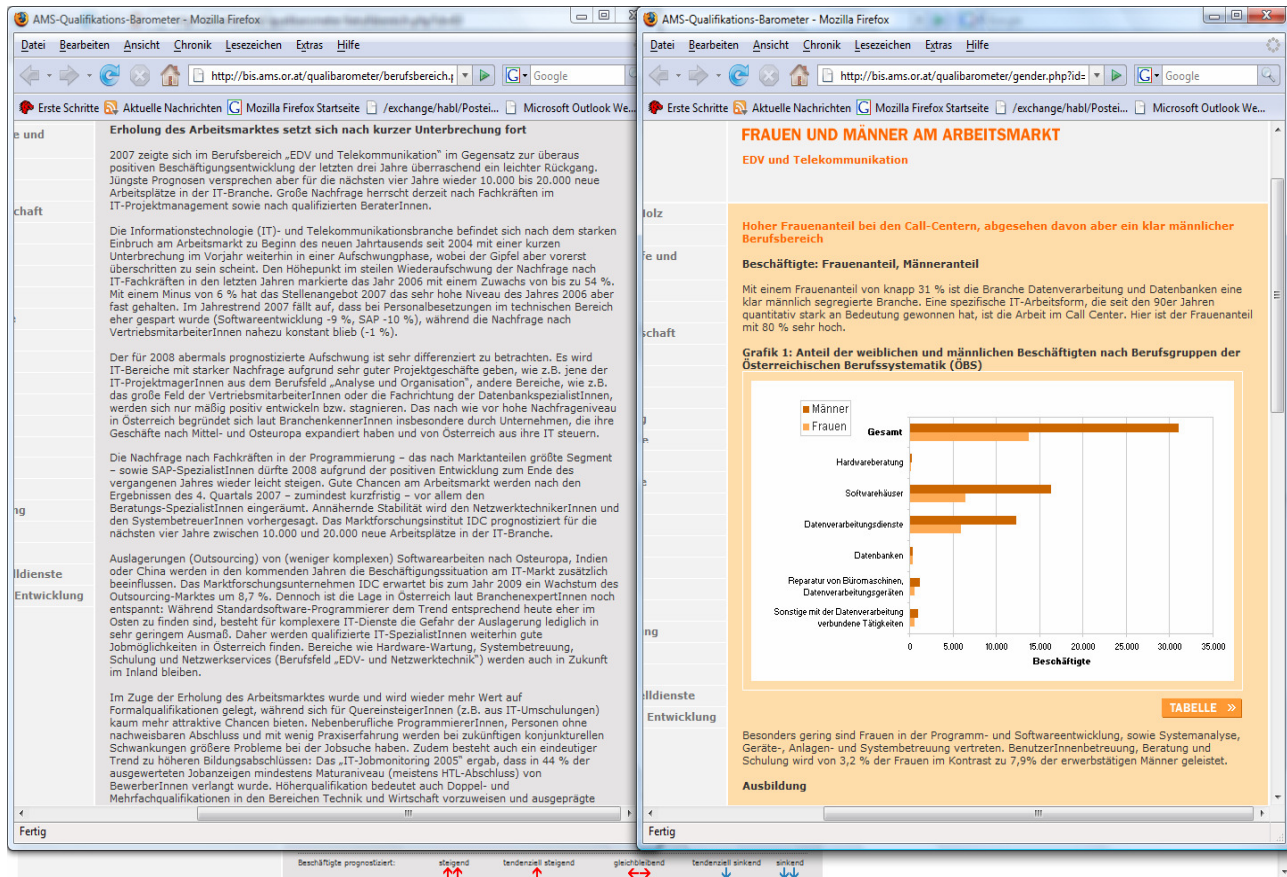 AMS-Qualifikations-Barometer - Mozilla Firefox
Datei Bearbeiten Ansicht Chronik Lesezeichen Extras Hilfe
http://bis.ams.or.at/qualibarometer/berufsbereich.p
G Google
Erste Schritte Aktuelle Nachrichten Mozilla Firefox Startseite /exchange/habl/Postei... Microsoft Outlook We...
e und
chaft
ng
lldienste
Entwicklung
Erholung des Arbeitsmarktes setzt sich nach kurzer Unterbrechung fort
2007 zeigte sich im Berufsbereich „EDV und Telekommunikation" im Gegensatz zur überaus
positiven Beschäftigungsentwicklung der letzten drei Jahre überraschend ein leichter Rückgang.
Jüngste Prognosen versprechen aber für die nächsten vier Jahre wieder 10.000 bis 20.000 neue
Arbeitsplätze in der IT-Branche. Große Nachfrage herrscht derzeit nach Fachkräften im
IT-Projektmanagement sowie nach qualifizierten BeraterInnen.
Die Informationstechnologie (IT)- und Telekommunikationsbranche befindet sich nach dem starken
Einbruch am Arbeitsmarkt zu Beginn des neuen Jahrtausends seit 2004 mit einer kurzen
Unterbrechung im Vorjahr weiterhin in einer Aufschwungphase, wobei der Gipfel aber vorerst
überschritten zu sein scheint. Den Höhepunkt im steilen Wiederaufschwung der Nachfrage nach
IT-Fachkräften in den letzten Jahren markierte das Jahr 2006 mit einem Zuwachs von bis zu 54 %.
Mit einem Minus von 6 % hat das Stellenangebot 2007 das sehr hohe Niveau des Jahres 2006 aber
fast gehalten. Im Jahrestrend 2007 fällt auf, dass bei Personalbesetzungen im technischen Bereich
eher gespart wurde (Softwareentwicklung -9 %, SAP -10 %), während die Nachfrage nach
VertriebsmitarbeiterInnen nahezu konstant blieb (-1 %).
Der für 2008 abermals prognostizierte Aufschwung ist sehr differenziert zu betrachten. Es wird
IT-Bereiche mit starker Nachfrage aufgrund sehr guter Projektgeschäfte geben, wie z.B. jene der
IT-ProjektmagerInnen aus dem Berufsfeld „Analyse und Organisation", andere Bereiche, wie z.B.
das große Feld der VertriebsmitarbeiterInnen oder die Fachrichtung der DatenbankspezialistInnen,
werden sich nur mäßig positiv entwickeln bzw. stagnieren. Das nach wie vor hohe Nachfrageniveau
in Österreich begründet sich laut BranchenkennerInnen insbesondere durch Unternehmen, die ihre
Geschäfte nach Mittel- und Osteuropa expandiert haben und von Österreich aus ihre IT steuern.
Die Nachfrage nach Fachkräften in der Programmierung – das nach Marktanteilen größte Segment
– sowie SAP-SpezialistInnen dürfte 2008 aufgrund der positiven Entwicklung zum Ende des
vergangenen Jahres wieder leicht steigen. Gute Chancen am Arbeitsmarkt werden nach den
Ergebnissen des 4. Quartals 2007 – zumindest kurzfristig – vor allem den
Beratungs-SpezialistInnen eingeräumt. Annähernde Stabilität wird den NetzwerktechnikerInnen und
den SystembetreuerInnen vorhergesagt. Das Marktforschungsinstitut IDC prognostiziert für die
nächsten vier Jahre zwischen 10.000 und 20.000 neue Arbeitsplätze in der IT-Branche.
Auslagerungen (Outsourcing) von (weniger komplexen) Softwarearbeiten nach Osteuropa, Indien
oder China werden in den kommenden Jahren die Beschäftigungssituation am IT-Markt zusätzlich
beeinflussen. Das Marktforschungsunternehmen IDC erwartet bis zum Jahr 2009 ein Wachstum des
Outsourcing-Marktes um 8,7 %. Dennoch ist die Lage in Österreich laut BranchenexpertInnen noch
entspannt: Während Standardsoftware-Programmierer dem Trend entsprechend heute eher im
Osten zu finden sind, besteht für komplexere IT-Dienste die Gefahr der Auslagerung lediglich in
sehr geringem Ausmaß. Daher werden qualifizierte IT-SpezialistInnen weiterhin gute
Jobmöglichkeiten in Österreich finden. Bereiche wie Hardware-Wartung, Systembetreuung,
Schulung und Netzwerkservices (Berufsfeld „EDV- und Netzwerktechnik") werden auch in Zukunft
im Inland bleiben.
Im Zuge der Erholung des Arbeitsmarktes wurde und wird wieder mehr Wert auf
Formalqualifikationen gelegt, während sich für QuereinsteigerInnen (z.B. aus IT-Umschulungen)
kaum mehr attraktive Chancen bieten. Nebenberufliche ProgrammiererInnen, Personen ohne
nachweisbaren Abschluss und mit wenig Praxiserfahrung werden bei zukünftigen konjunkturellen
Schwankungen größere Probleme bei der Jobsuche haben. Zudem besteht auch ein eindeutiger
Trend zu höheren Bildungsabschlüssen: Das „IT-Jobmonitoring 2005" ergab, dass in 44 % der
ausgewerteten Jobanzeigen mindestens Maturaniveau (meistens HTL-Abschluss) von
BewerberInnen verlangt wurde. Höherqualifikation bedeutet auch Doppel- und
Mehrfachqualifikationen in den Bereichen Technik und Wirtschaft vorzuweisen und ausgeprägte
Fertig
AMS-Qualifikations-Barometer - Mozilla Firefox
Datei Bearbeiten Ansicht Chronik Lesezeichen Extras Hilfe
http://bis.ams.or.at/qualibarometer/gender.php?id=
G Google
Erste Schritte Aktuelle Nachrichten Mozilla Firefox Startseite /exchange/habl/Postei... Microsoft Outlook We...
Holz
fe und
schaft
ng
elldienste
Entwicklung
FRAUEN UND MÄNNER AM ARBEITSMARKT
EDV und Telekommunikation
Hoher Frauenanteil bei den Call-Centern, abgesehen davon aber ein klar männlicher
Berufsbereich
Beschäftigte: Frauenanteil, Männeranteil
Mit einem Frauenanteil von knapp 31 % ist die Branche Datenverarbeitung und Datenbanken eine
klar männlich segregierte Branche. Eine spezifische IT-Arbeitsform, die seit den 90er Jahren
quantitativ stark an Bedeutung gewonnen hat, ist die Arbeit im Call Center. Hier ist der Frauenanteil
mit 80 % sehr hoch.
Grafik 1: Anteil der weiblichen und männlichen Beschäftigten nach Berufsgruppen der
Österreichischen Berufssystematik (ÖBS)
Männer
Frauen
Gesamt
Hardwareberatung
Softwarehäuser
Datenverarbeitungsdienste
Datenbanken
Reparatur von Büromaschinen,
Datenverarbeitungsgeräten
Sonstige mit der Datenverarbeitung
verbundene Tätigkeiten
0 5.000 10.000 15.000 20.000 25.000 30.000 35.000
Beschäftigte
TABELLE »
Besonders gering sind Frauen in der Programm- und Softwareentwicklung, sowie Systemanalyse,
Geräte-, Anlagen- und Systembetreuung vertreten. BenutzerInnenbetreuung, Beratung und
Schulung wird von 3,2 % der Frauen im Kontrast zu 7,9% der erwerbstätigen Männer geleistet.
Ausbildung
Fertig
Beschäftigte prognostiziert: steigend tendenziell steigend gleichbleibend tendenziell sinkend sinkend